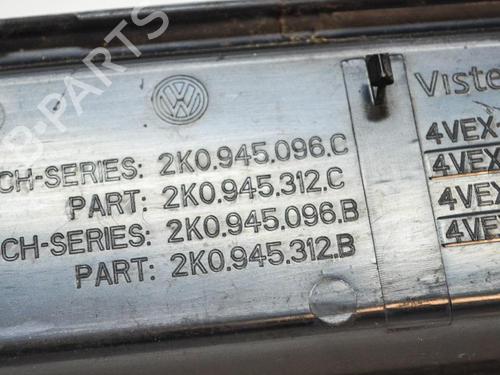 Viste
CH-SERIES: 2K0.945.096.C 4VEX-
PART: 2K0.945.312.C 4VEX
CH-SERIES: 2K0.945.096.B 4VEX-
PART: 2K0.945.312.B 4VEX
B-PARTS